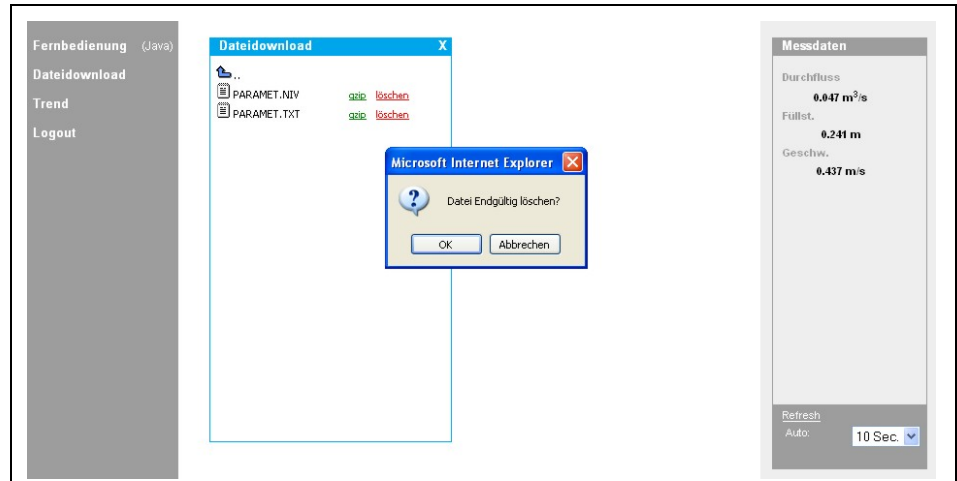 Fernbedienung (Java)
Dateidownload
Trend
Logout
Dateidownload X
..
PARAMET.NIV gzip löschen
PARAMET.TXT gzip löschen
Microsoft Internet Explorer
Datei Endgültig löschen?
OK Abbrechen
Messdaten
Durchfluss
0.047 m³/s
Füllst.
0.241 m
Geschw.
0.437 m/s
Refresh
Auto: 10 Sec.